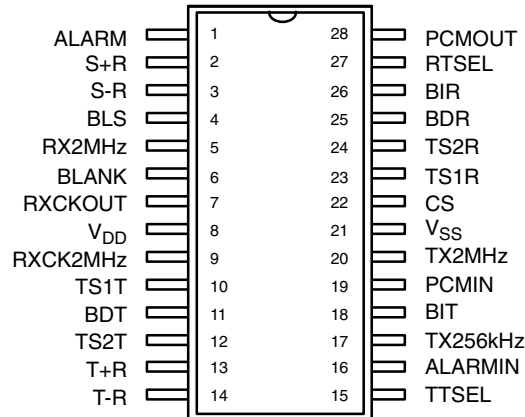 ALARM 1 28 PCMOUT
S+R 2 27 RTSEL
S-R 3 26 BIR
BLS 4 25 BDR
RX2MHz 5 24 TS2R
BLANK 6 23 TS1R
RXCKOUT 7 22 CS
VDD 8 21 VSS
RXCK2MHz 9 20 TX2MHz
TS1T 10 19 PCMIN
BDT 11 18 BIT
TS2T 12 17 TX256kHz
T+R 13 16 ALARMIN
T-R 14 15 TTSEL